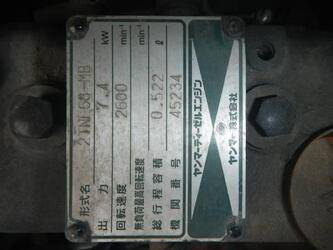 形式名 2TNE68-MB
出力 7.4 kW
回転速度 2600 min⁻¹
無負荷最高回転速度 min⁻¹
総行程容積 0.522 ℓ
機関番号 45234
ヤンマーディーゼルエンジン
ヤンマー株式会社